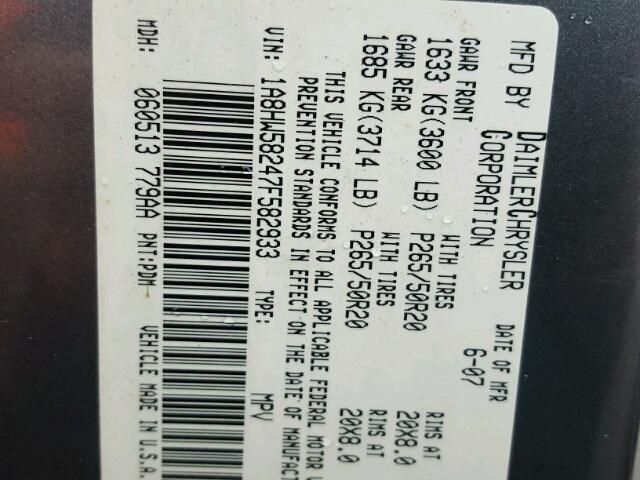 MFD BY DAIMLERCHRYSLER CORPORATION
DATE OF MFR 6-07
GAWR FRONT WITH TIRES RIMS AT
1633 KG(3600 LB) P265/50R20 20X8.0
GAWR REAR WITH TIRES RIMS AT
1685 KG(3714 LB) P265/50R20 20X8.0
THIS VEHICLE CONFORMS TO ALL APPLICABLE FEDERAL MOTOR
PREVENTION STANDARDS IN EFFECT ON THE DATE OF MANUFACT
VIN: 1A8HW58247F582933 TYPE: MPV
MDH: 060513 779AA PNT:PDM VEHICLE MADE IN U.S.A.